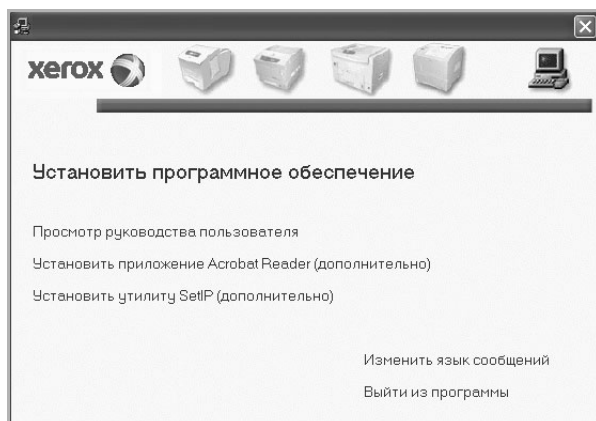 xerox
Установить программное обеспечение
Просмотр руководства пользователя
Установить приложение Acrobat Reader (дополнительно)
Установить утилиту SetIP (дополнительно)
Изменить язык сообщений
Выйти из программы